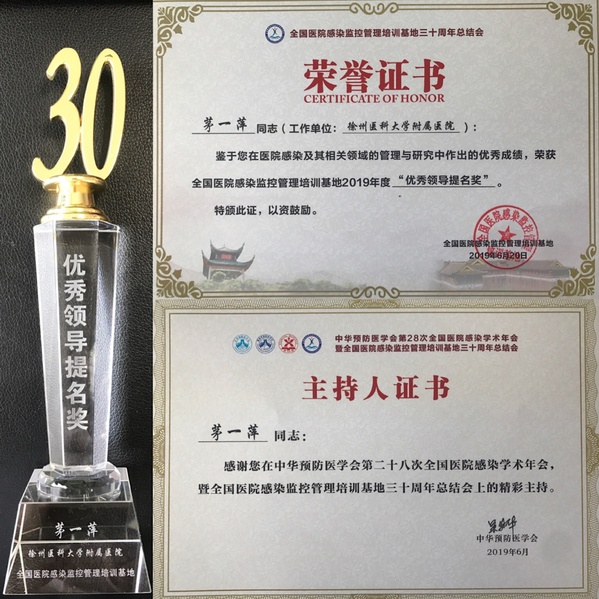 30
优秀领导提名奖
茅一萍
徐州医科大学附属医院
全国医院感染监控管理培训基地
全国医院感染监控管理培训基地三十周年总结会
荣誉证书
CERTIFICATE OF HONOR
茅一萍 同志（工作单位：徐州医科大学附属医院）：
鉴于您在医院感染及其相关领域的管理与研究中作出的优秀成绩，荣获
全国医院感染监控管理培训基地2019年度“优秀领导提名奖”。
特颁此证，以资鼓励。
全国医院感染监控管理培训基地
2019年6月20日
中华预防医学会第28次全国医院感染学术年会
暨全国医院感染监控管理培训基地三十周年总结会
主持人证书
茅一萍 同志：
感谢您在中华预防医学会第二十八次全国医院感染学术年会，
暨全国医院感染监控管理培训基地三十周年总结会上的精彩主持。
中华预防医学会
2019年6月